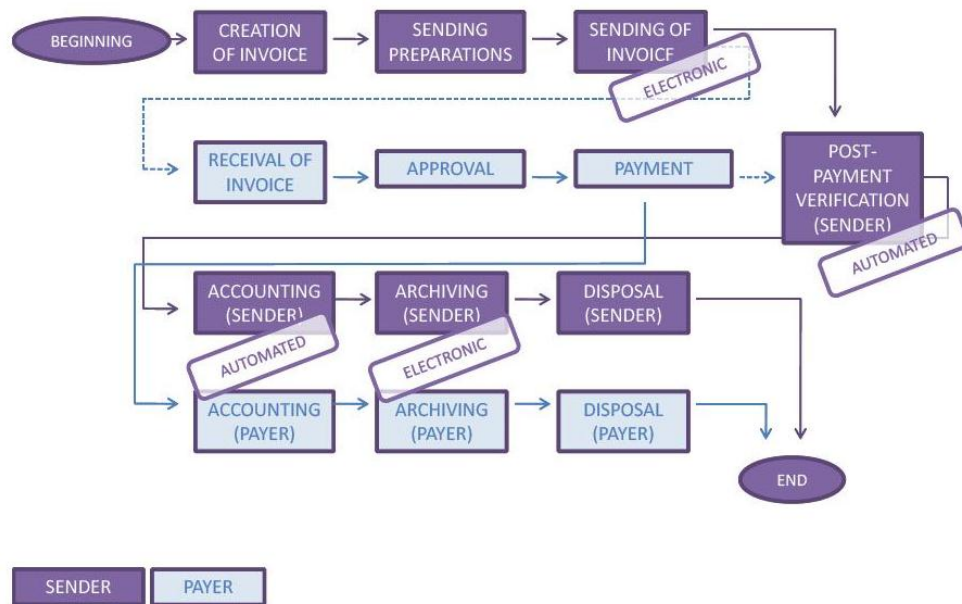 BEGINNING
CREATION
OF INVOICE
SENDING
PREPARATIONS
SENDING OF
INVOICE
ELECTRONIC
RECEIVAL OF
INVOICE
APPROVAL
PAYMENT
POST-
PAYMENT
VERIFICATION
(SENDER)
AUTOMATED
ACCOUNTING
(SENDER)
ARCHIVING
(SENDER)
DISPOSAL
(SENDER)
AUTOMATED
ELECTRONIC
ACCOUNTING
(PAYER)
ARCHIVING
(PAYER)
DISPOSAL
(PAYER)
END
SENDER
PAYER